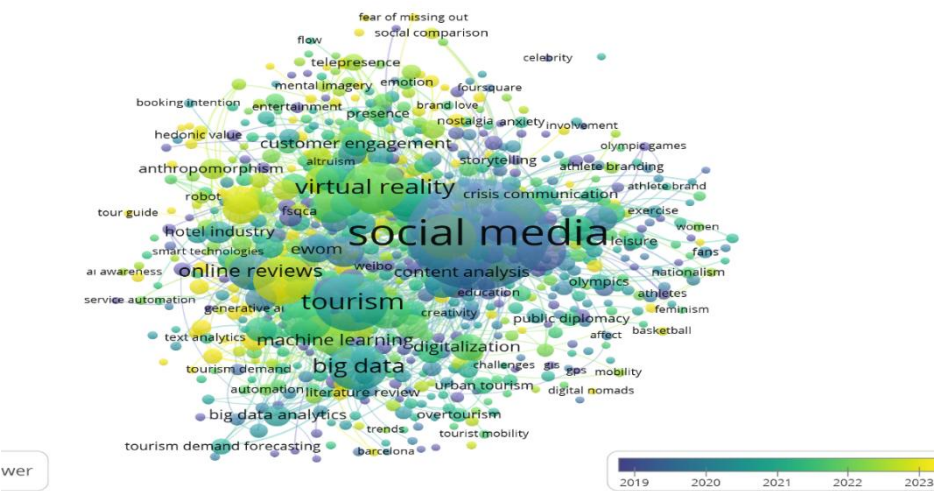 fear of missing out
social comparison
flow
celebrity
telepresence
mental imagery
emotion
foursquare
booking intention
entertainment
brand love
presence
nostalgia
anxiety
involvement
hedonic value
customer engagement
olympic games
altruism
storytelling
athlete branding
anthropomorphism
virtual reality
crisis communication
athlete brand
robot
tour guide
fsqca
exercise
women
hotel industry
social media
leisure
smart technologies
ewom
fans
ai awareness
online reviews
weibo
content analysis
nationalism
olympics
service automation
tourism
education
athletes
generative ai
creativity
public diplomacy
feminism
text analytics
machine learning
digitalization
affect
basketball
tourism demand
big data
challenges
gis
gps
mobility
automation
literature review
urban tourism
digital nomads
big data analytics
overtourism
trends
tourist mobility
tourism demand forecasting
barcelona
wer
2019
2020
2021
2022
2023